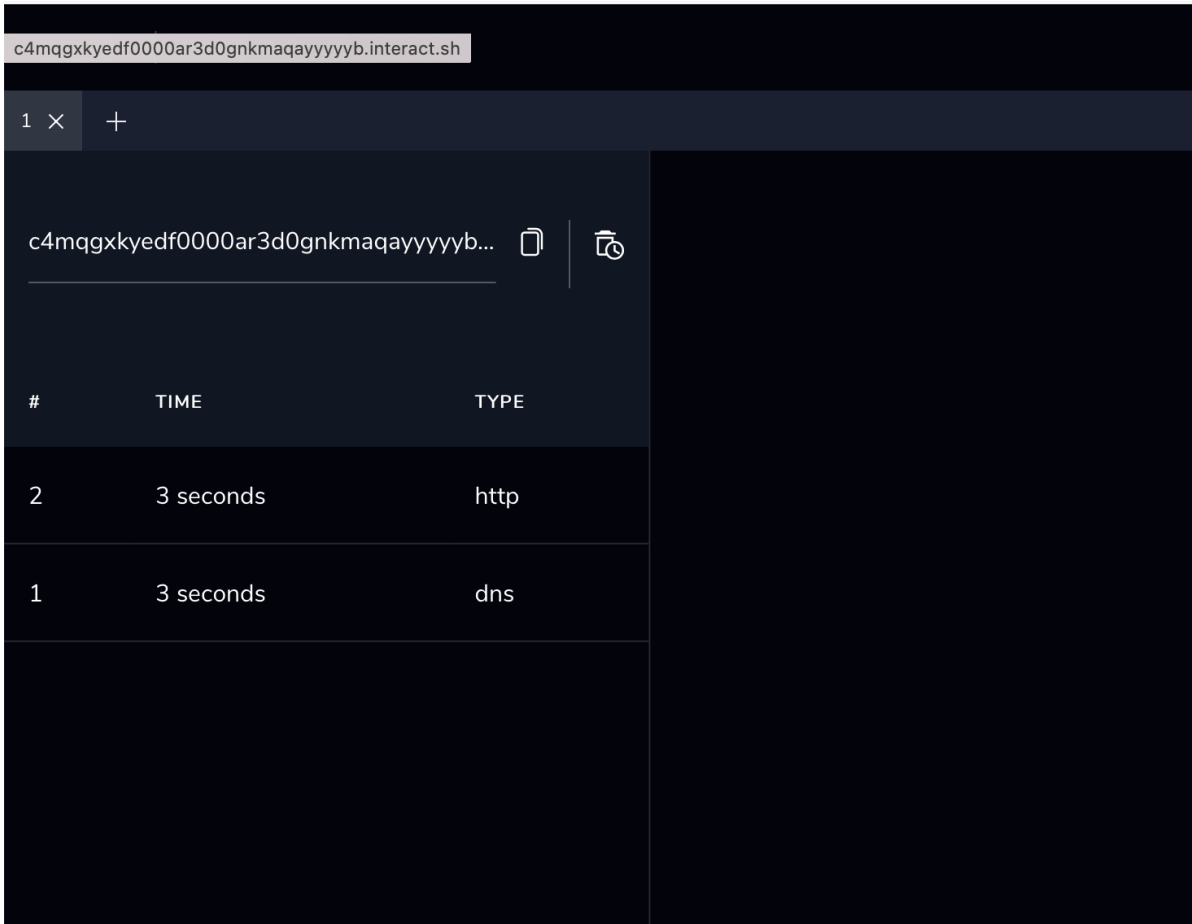 c4mqgxkyedf0000ar3d0gnkmaqayyyyyb.interact.sh
1
c4mqgxkyedf0000ar3d0gnkmaqayyyyyb...
# TIME TYPE
2 3 seconds http
1 3 seconds dns